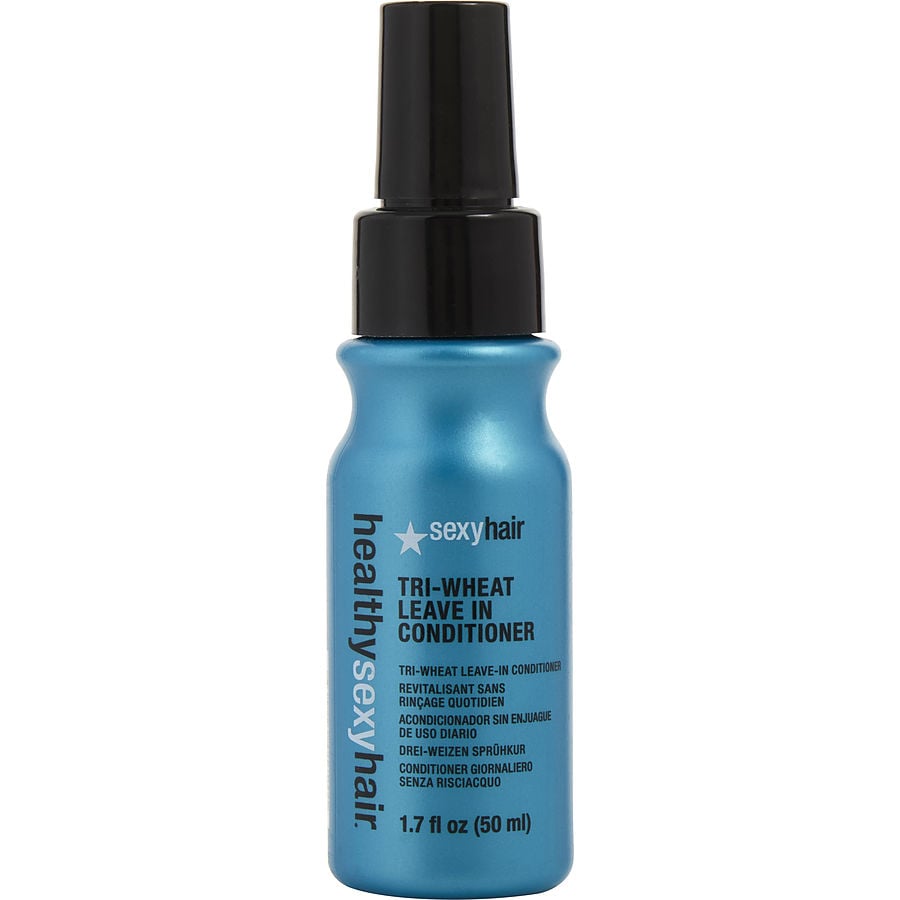 healthysexyhair.
sexyhair
TRI-WHEAT
LEAVE IN
CONDITIONER
TRI-WHEAT LEAVE-IN CONDITIONER
REVITALISANT SANS
RINÇAGE QUOTIDIEN
ACONDICIONADOR SIN ENJUAGUE
DE USO DIARIO
DREI-WEIZEN SPRÜHKUR
CONDITIONER GIORNALIERO
SENZA RISCIACQUO
1.7 fl oz (50 ml)